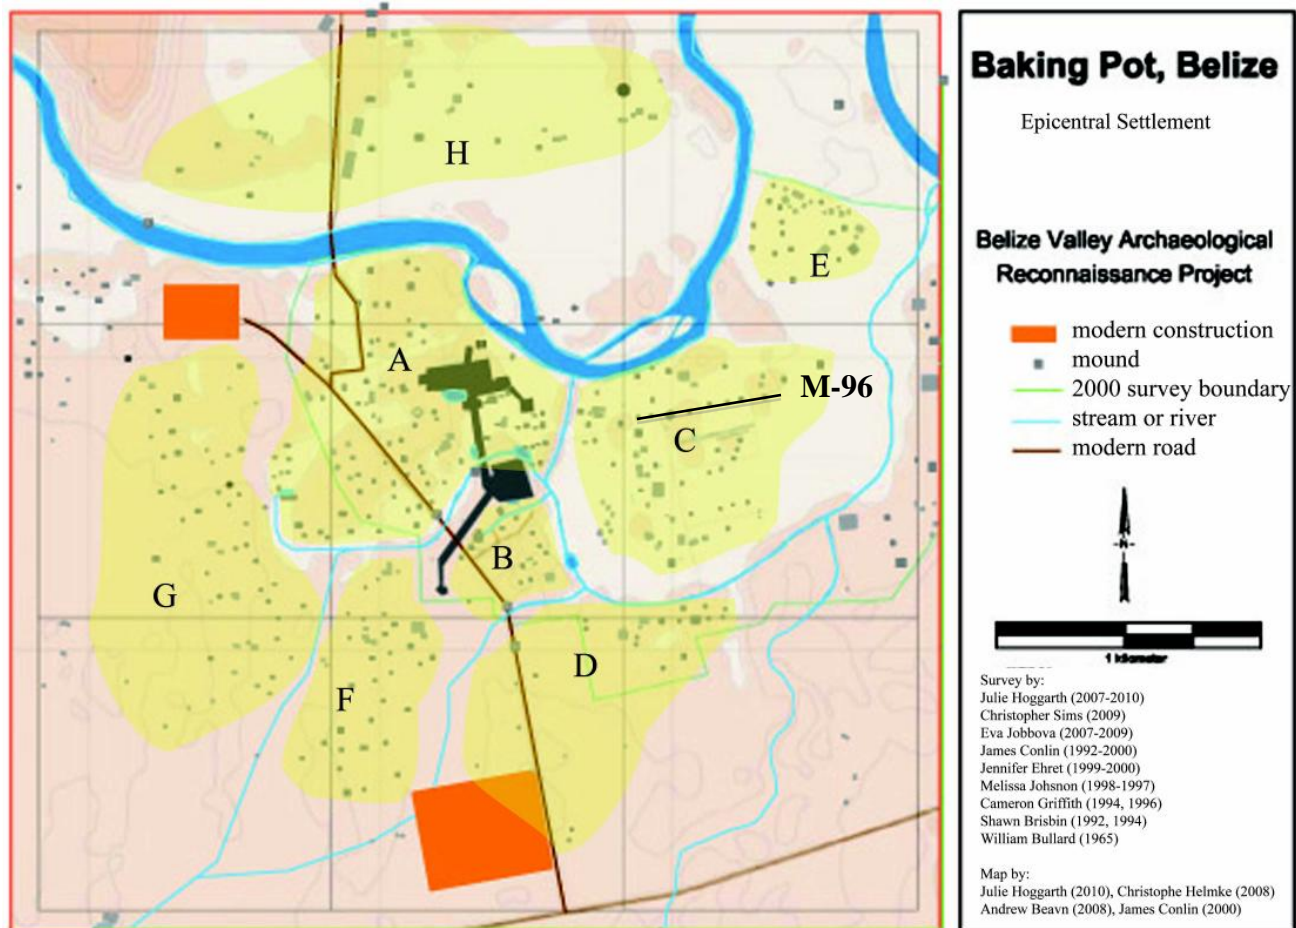 Baking Pot, Belize
Epicentral Settlement
Belize Valley Archaeological
Reconnaissance Project
modern construction
mound
2000 survey boundary
stream or river
modern road
N
1 kilometer
Survey by:
Julie Hoggarth (2007-2010)
Christopher Sims (2009)
Eva Jobbova (2007-2009)
James Conlin (1992-2000)
Jennifer Ehret (1999-2000)
Melissa Johsnon (1998-1997)
Cameron Griffith (1994, 1996)
Shawn Brisbin (1992, 1994)
William Bullard (1965)
Map by:
Julie Hoggarth (2010), Christophe Helmke (2008)
Andrew Beavn (2008), James Conlin (2000)
H
E
A
M-96
C
B
G
D
F